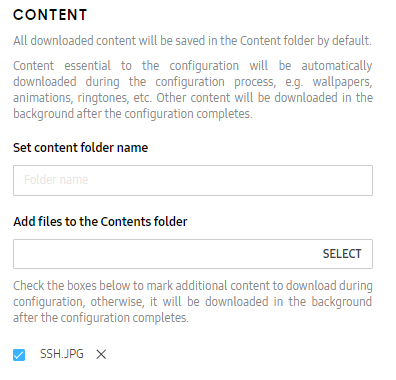 CONTENT
All downloaded content will be saved in the Content folder by default.
Content essential to the configuration will be automatically
downloaded during the configuration process, e.g. wallpapers,
animations, ringtones, etc. Other content will be downloaded in the
background after the configuration completes.
Set content folder name
Folder name
Add files to the Contents folder
SELECT
Check the boxes below to mark additional content to download during
configuration, otherwise, it will be downloaded in the background
after the configuration completes.
SSH.JPG